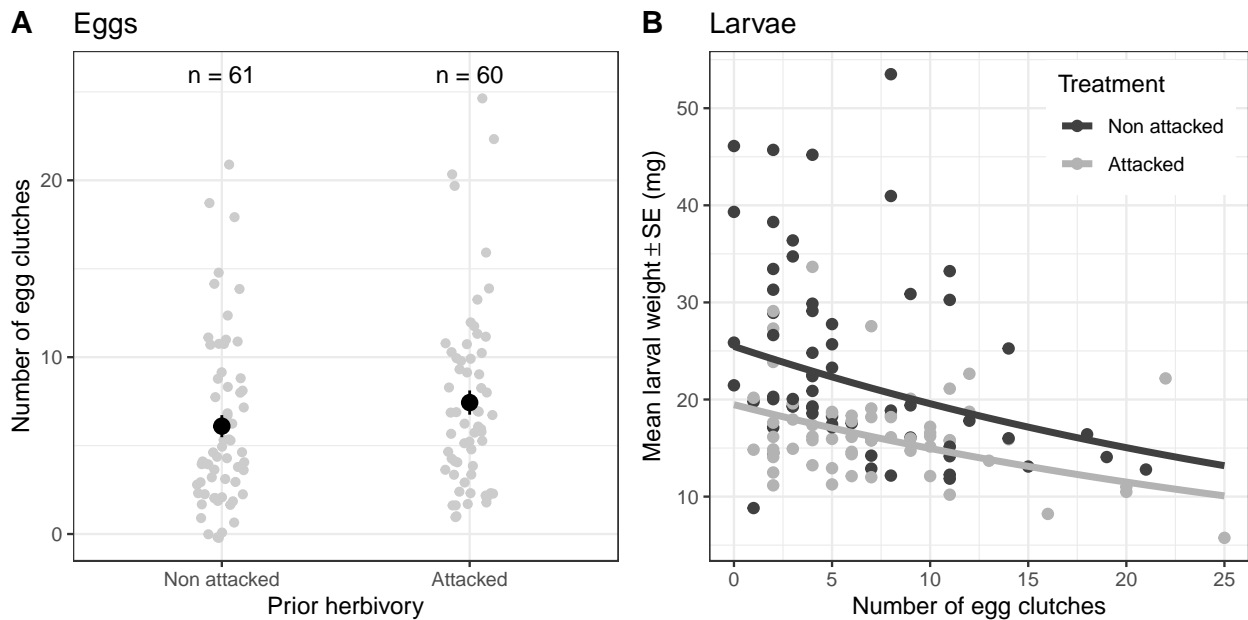 A Eggs
n = 61 n = 60
20
10
0
Number of egg clutches
Non attacked Attacked
Prior herbivory
B Larvae
Treatment
Non attacked
Attacked
50
40
30
20
10
Mean larval weight ± SE (mg)
0 5 10 15 20 25
Number of egg clutches